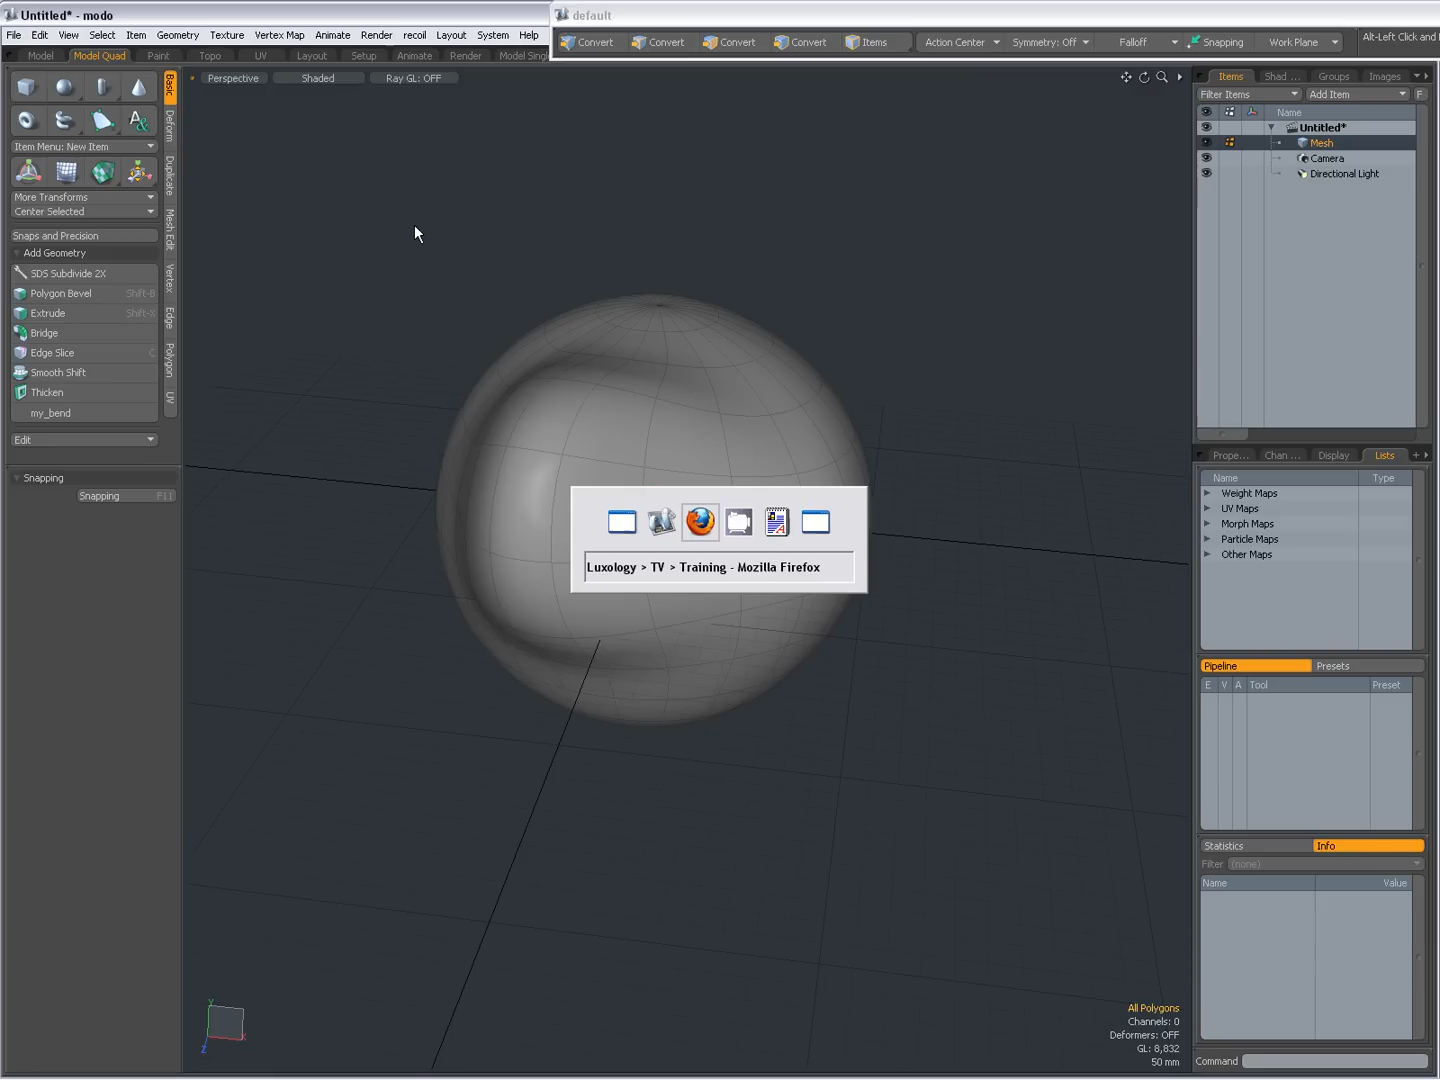 Untitled* - modo
default
File Edit View Select Item Geometry Texture Vertex Map Animate Render recoil Layout System Help
Convert Convert Convert Convert Items Action Center Symmetry: Off Falloff Snapping Work Plane Alt-Left Click and
Model Model Quad Paint Topo UV Layout Setup Animate Render Model Sing
Perspective Shaded Ray GL: OFF
Basic
Deform
Duplicate
Mesh Edit
Vertex
Edge
Polygon
UV
Item Menu: New Item
More Transforms
Center Selected
Snaps and Precision
Add Geometry
SDS Subdivide 2X
Polygon Bevel Shift-B
Extrude Shift-X
Bridge
Edge Slice C
Smooth Shift
Thicken
my_bend
Edit
Snapping
Snapping F11
Luxology > TV > Training - Mozilla Firefox
Y
X
Z
All Polygons
Channels: 0
Deformers: OFF
GL: 8,832
50 mm
Items Shad ... Groups Images
Filter Items Add Item F
Name
Untitled*
Mesh
Camera
Directional Light
Prope... Chan ... Display Lists
Name Type
Weight Maps
UV Maps
Morph Maps
Particle Maps
Other Maps
Pipeline Presets
E V A Tool Preset
Statistics Info
Filter (none)
Name Value
Command